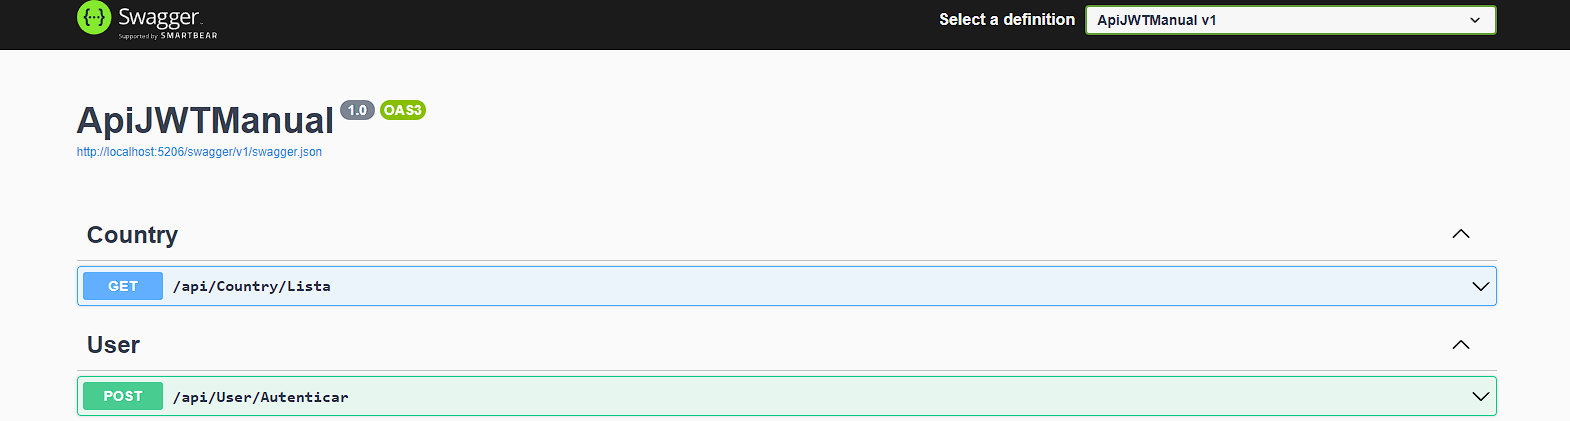 Swagger
Supported by SMARTBEAR
Select a definition
ApiJWTManual v1
ApiJWTManual 1.0 OAS3
http://localhost:5206/swagger/v1/swagger.json
Country
GET /api/Country/Lista
User
POST /api/User/Autenticar